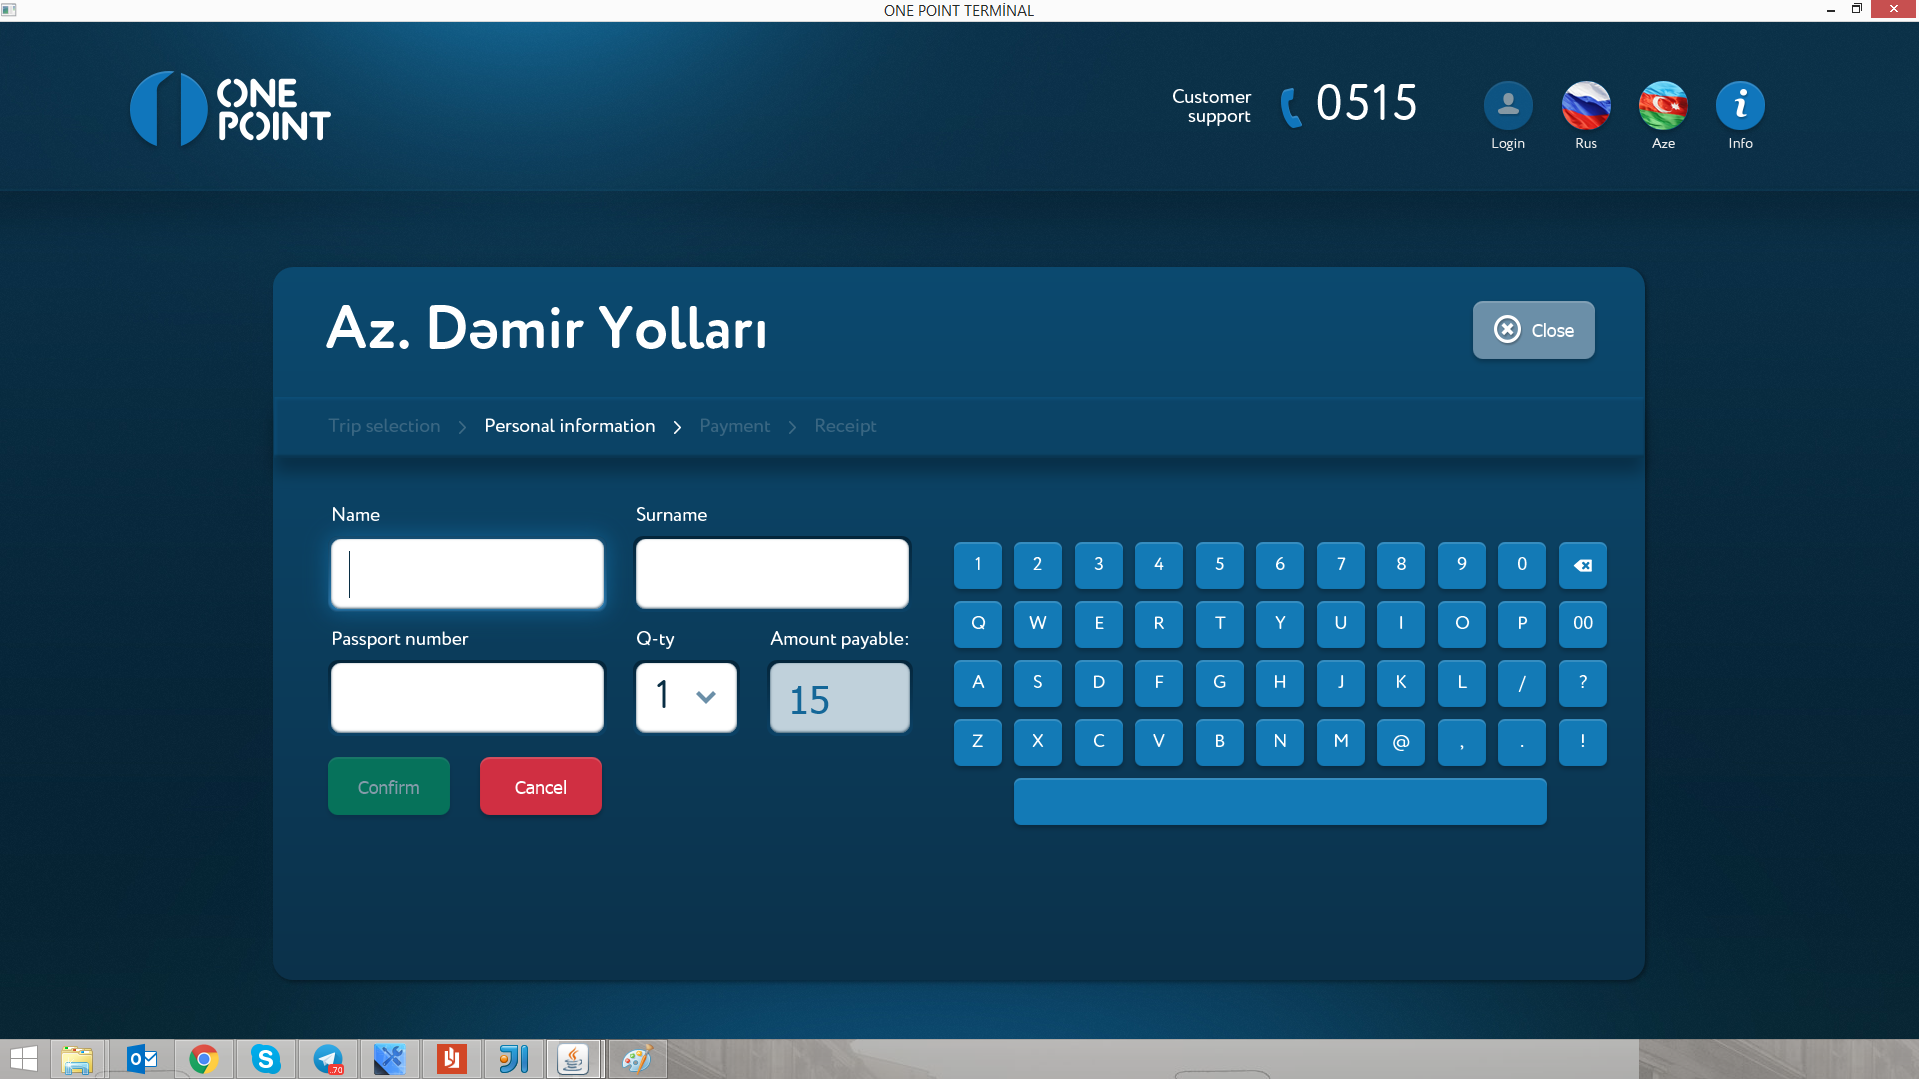 ONE POINT TERMİNAL
ONE
POINT
Customer
support
0515
Login
Rus
Aze
i
Info
Az. Dəmir Yolları
Close
Trip selection > Personal information > Payment > Receipt
Name
Surname
Passport number
Q-ty
Amount payable:
1
15
Confirm
Cancel
1 2 3 4 5 6 7 8 9 0
Q W E R T Y U I O P 00
A S D F G H J K L / ?
Z X C V B N M @ , . !
70